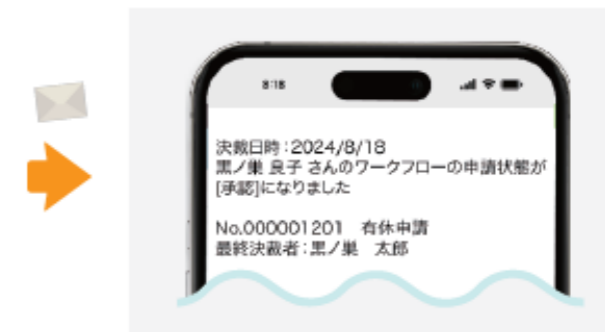 8:18
決裁日時：2024/8/18
黒ノ巣 良子 さんのワークフローの申請状態が
[承認]になりました
No.000001201　有休申請
最終決裁者：黒ノ巣　太郎